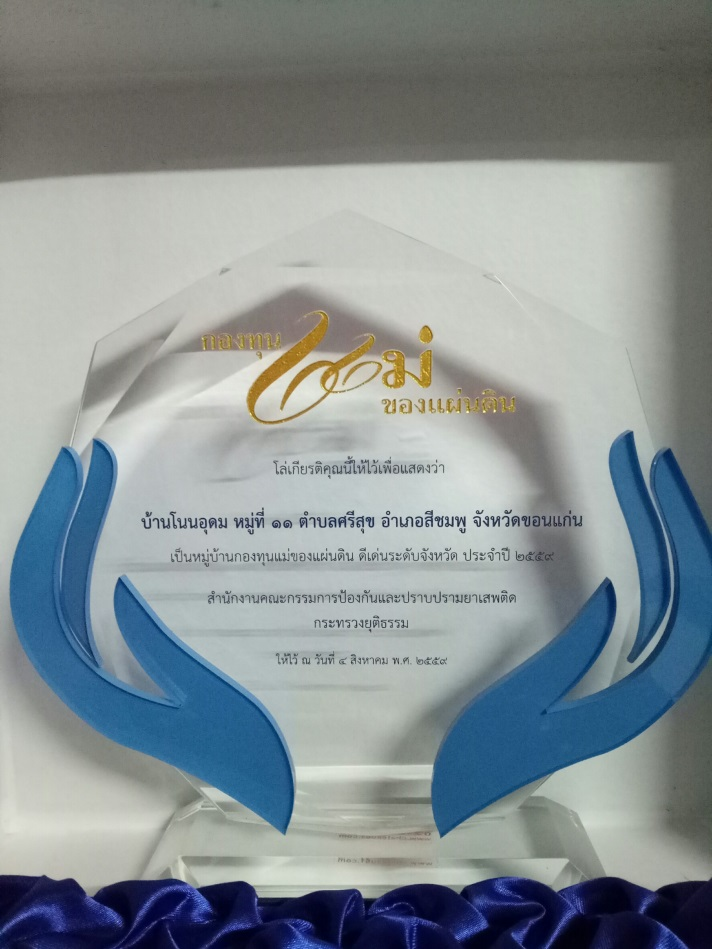 กองทุน
แม่
ของแผ่นดิน
โล่เกียรติคุณนี้ให้ไว้เพื่อแสดงว่า
บ้านโนนอุดม หมู่ที่ ๑๑ ตำบลศรีสุข อำเภอสีชมพู จังหวัดขอนแก่น
เป็นหมู่บ้านกองทุนแม่ของแผ่นดิน ดีเด่นระดับจังหวัด ประจำปี ๒๕๕๙
สำนักงานคณะกรรมการป้องกันและปราบปรามยาเสพติด
กระทรวงยุติธรรม
ให้ไว้ ณ วันที่ ๔ สิงหาคม พ.ศ. ๒๕๕๙